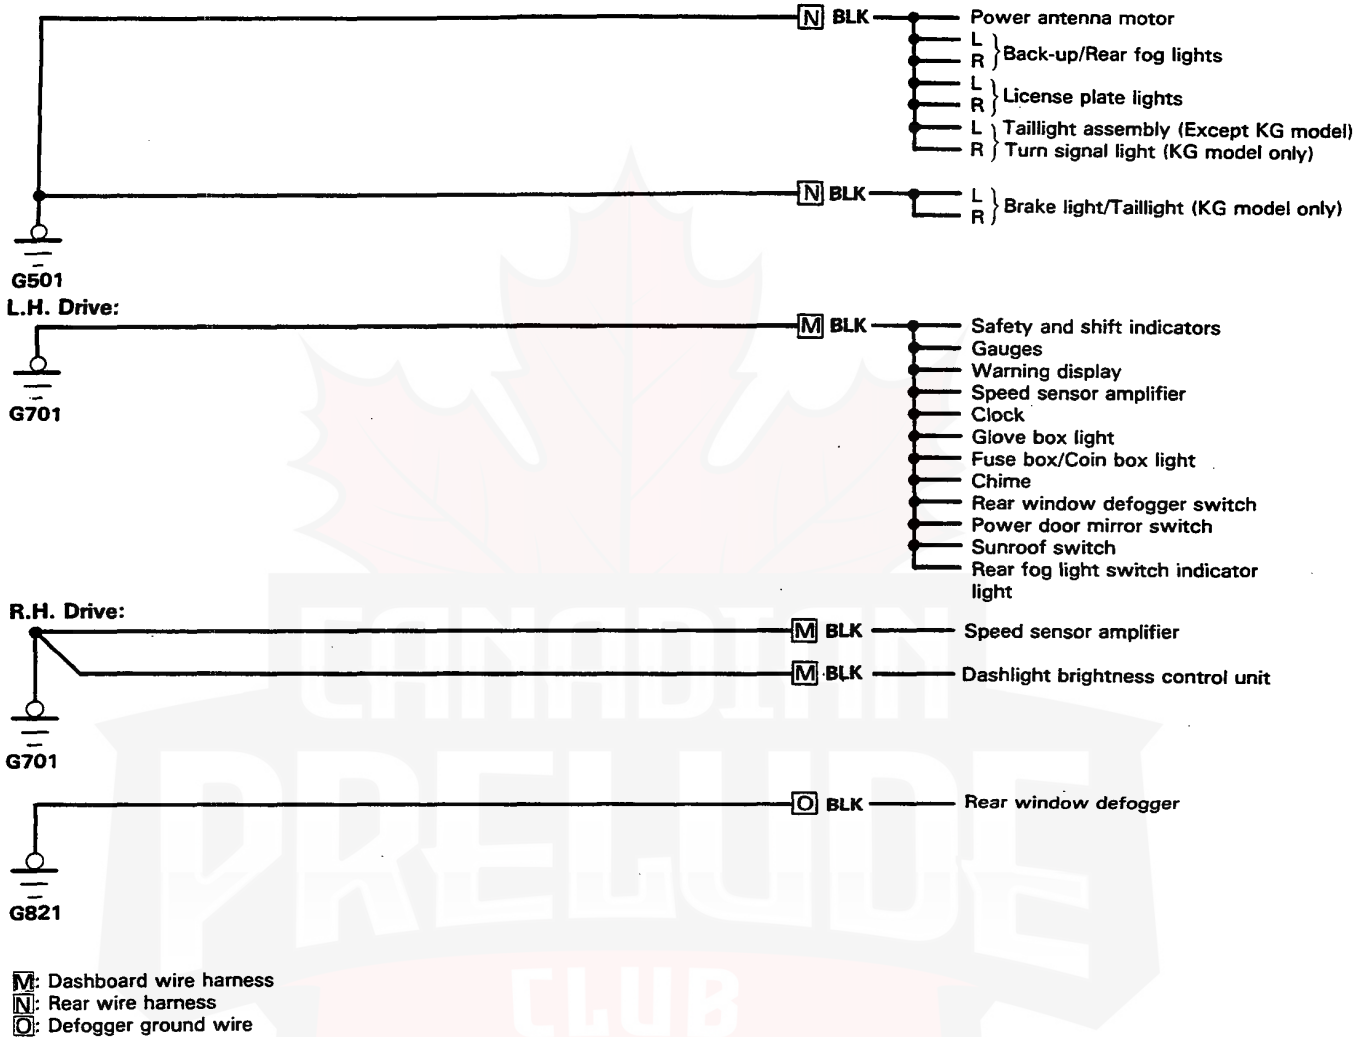 N BLK Power antenna motor
L
R Back-up/Rear fog lights
L
R License plate lights
L Taillight assembly (Except KG model)
R Turn signal light (KG model only)
N BLK L
R Brake light/Taillight (KG model only)
G501
L.H. Drive:
M BLK Safety and shift indicators
Gauges
Warning display
G701
Speed sensor amplifier
Clock
Glove box light
Fuse box/Coin box light
Chime
Rear window defogger switch
Power door mirror switch
Sunroof switch
Rear fog light switch indicator
light
R.H. Drive:
M BLK Speed sensor amplifier
M BLK Dashlight brightness control unit
G701
O BLK Rear window defogger
G821
M: Dashboard wire harness
N: Rear wire harness
O: Defogger ground wire
CANADIAN
PRELUDE
CLUB